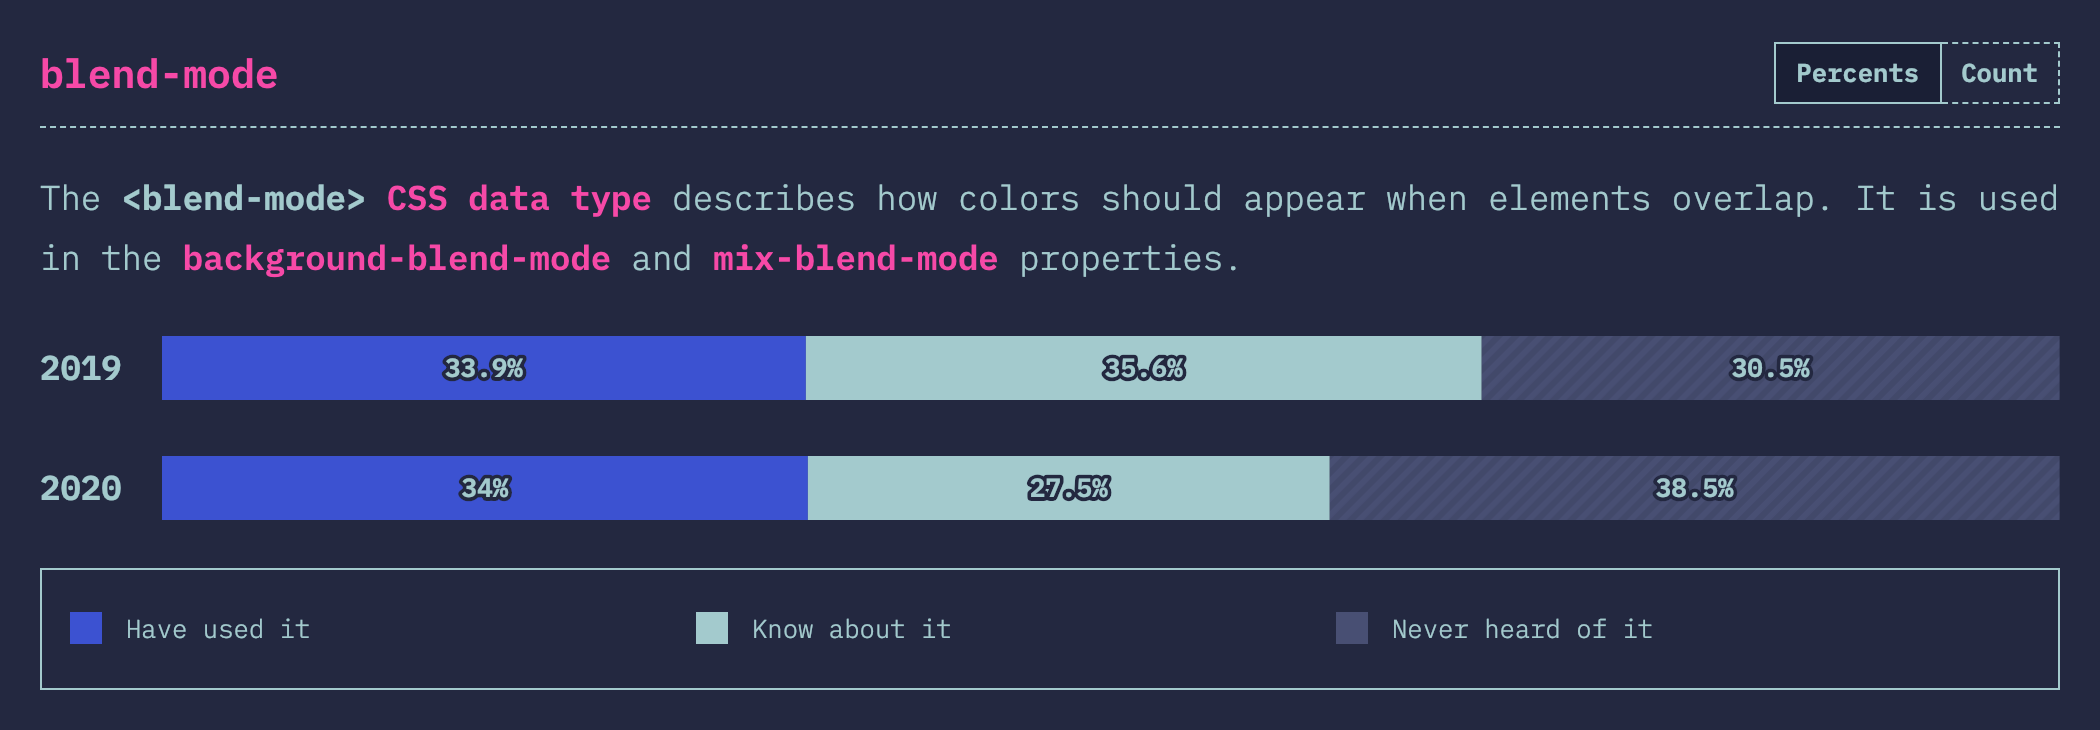 blend-mode
Percents Count
The <blend-mode> CSS data type describes how colors should appear when elements overlap. It is used
in the background-blend-mode and mix-blend-mode properties.
2019 33.9% 35.6% 30.5%
2020 34% 27.5% 38.5%
Have used it Know about it Never heard of it